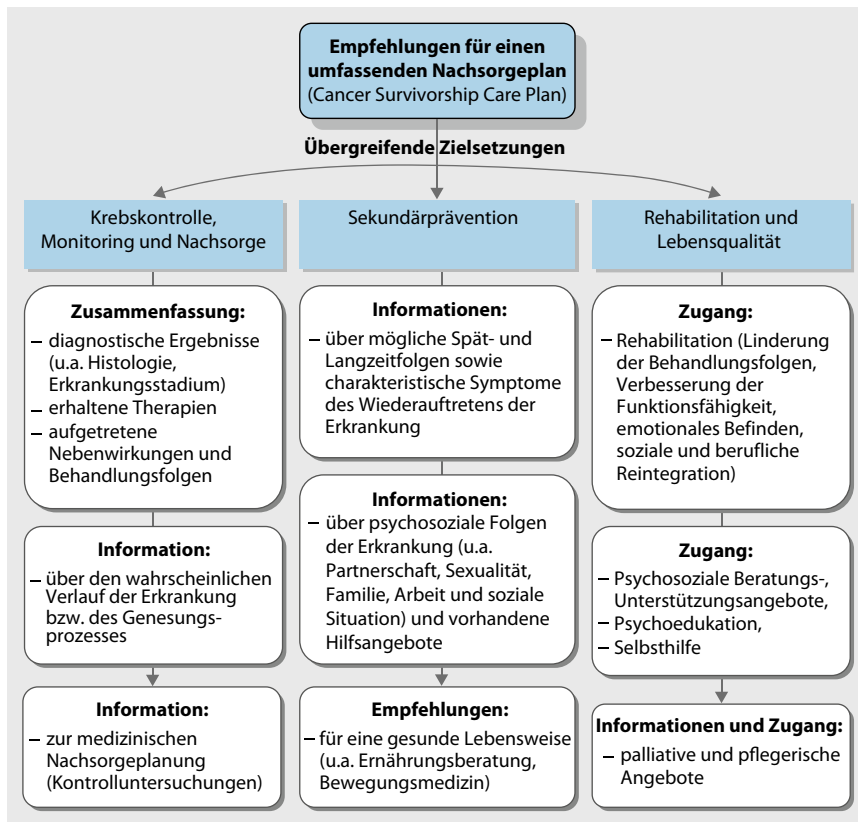 Empfehlungen für einen
umfassenden Nachsorgeplan
(Cancer Survivorship Care Plan)
Übergreifende Zielsetzungen
Krebskontrolle,
Monitoring und Nachsorge
Zusammenfassung:
– diagnostische Ergebnisse
(u.a. Histologie,
Erkrankungsstadium)
– erhaltene Therapien
– aufgetretene
Nebenwirkungen und
Behandlungsfolgen
Information:
– über den wahrscheinlichen
Verlauf der Erkrankung
bzw. des Genesungs-
prozesses
Information:
– zur medizinischen
Nachsorgeplanung
(Kontrolluntersuchungen)
Sekundärprävention
Informationen:
– über mögliche Spät- und
Langzeitfolgen sowie
charakteristische Symptome
des Wiederauftretens der
Erkrankung
Informationen:
– über psychosoziale Folgen
der Erkrankung (u.a.
Partnerschaft, Sexualität,
Familie, Arbeit und soziale
Situation) und vorhandene
Hilfsangebote
Empfehlungen:
– für eine gesunde Lebensweise
(u.a. Ernährungsberatung,
Bewegungsmedizin)
Rehabilitation und
Lebensqualität
Zugang:
– Rehabilitation (Linderung
der Behandlungsfolgen,
Verbesserung der
Funktionsfähigkeit,
emotionales Befinden,
soziale und berufliche
Reintegration)
Zugang:
– Psychosoziale Beratungs-,
Unterstützungsangebote,
– Psychoedukation,
– Selbsthilfe
Informationen und Zugang:
– palliative und pflegerische
Angebote